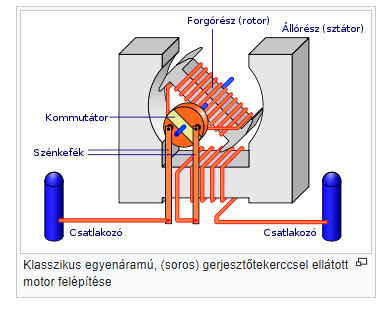 Forgórész (rotor)
Állórész (sztátor)
Kommutátor
Szénkefék
Csatlakozó
Csatlakozó
Klasszikus egyenáramú, (soros) gerjesztőtekerccsel ellátott
motor felépítése